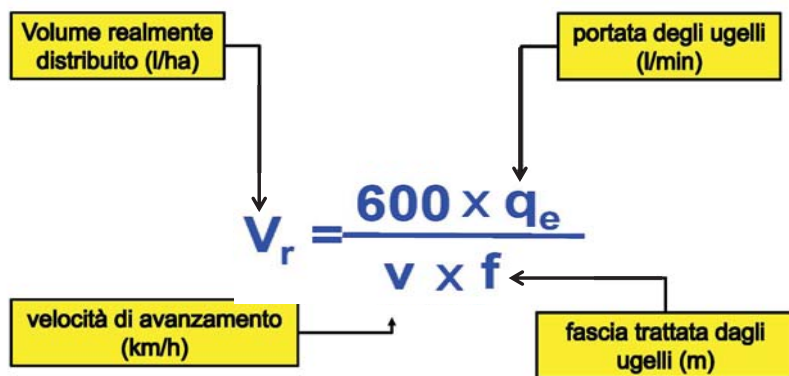 Volume realmente
distribuito (l/ha)
portata degli ugelli
(l/min)
Vr = 600 x qe
v x f
velocità di avanzamento
(km/h)
fascia trattata dagli
ugelli (m)